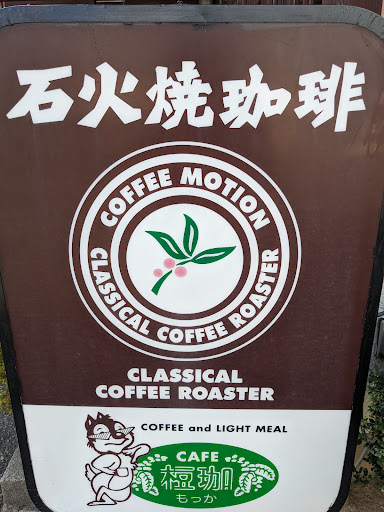 石火焼珈琲
COFFEE MOTION
CLASSICAL COFFEE ROASTER
CLASSICAL
COFFEE ROASTER
COFFEE and LIGHT MEAL
CAFE
珈
もっか